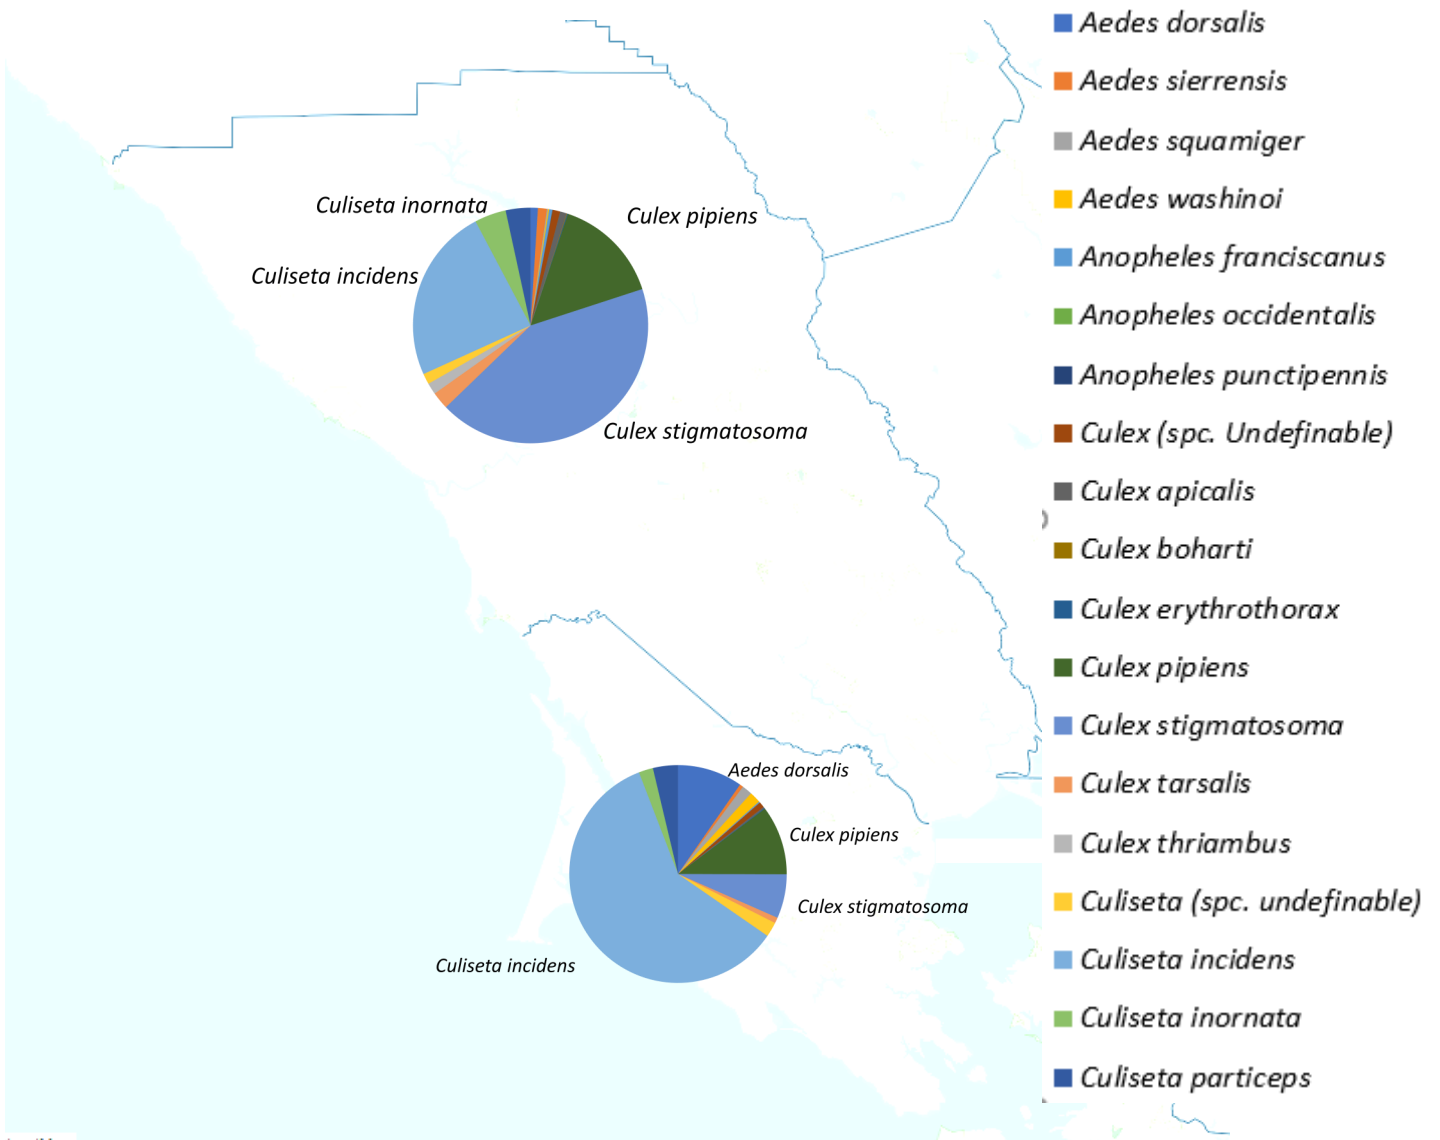 Aedes dorsalis
Aedes sierrensis
Aedes squamiger
Aedes washinoi
Anopheles franciscanus
Anopheles occidentalis
Anopheles punctipennis
Culex (spc. Undefinable)
Culex apicalis
Culex boharti
Culex erythrothorax
Culex pipiens
Culex stigmatosoma
Culex tarsalis
Culex thriambus
Culiseta (spc. undefinable)
Culiseta incidens
Culiseta inornata
Culiseta particeps
Culiseta inornata
Culex pipiens
Culiseta incidens
Culex stigmatosoma
Aedes dorsalis
Culex pipiens
Culex stigmatosoma
Culiseta incidens